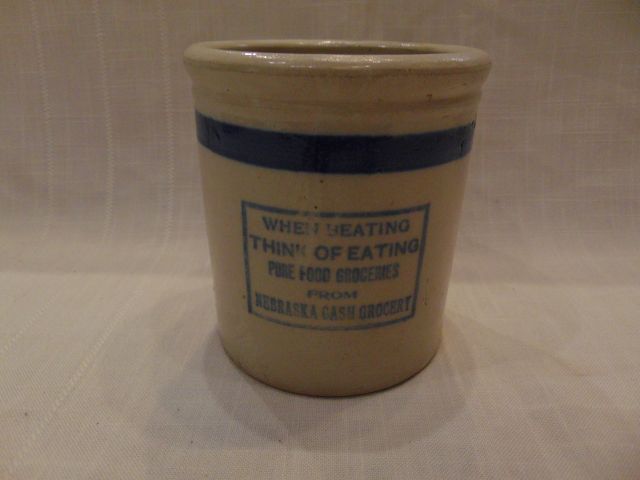 WHEN BEATING
THINK OF EATING
PURE FOOD GROCERIES
FROM
NEBRASKA CASH GROCERY